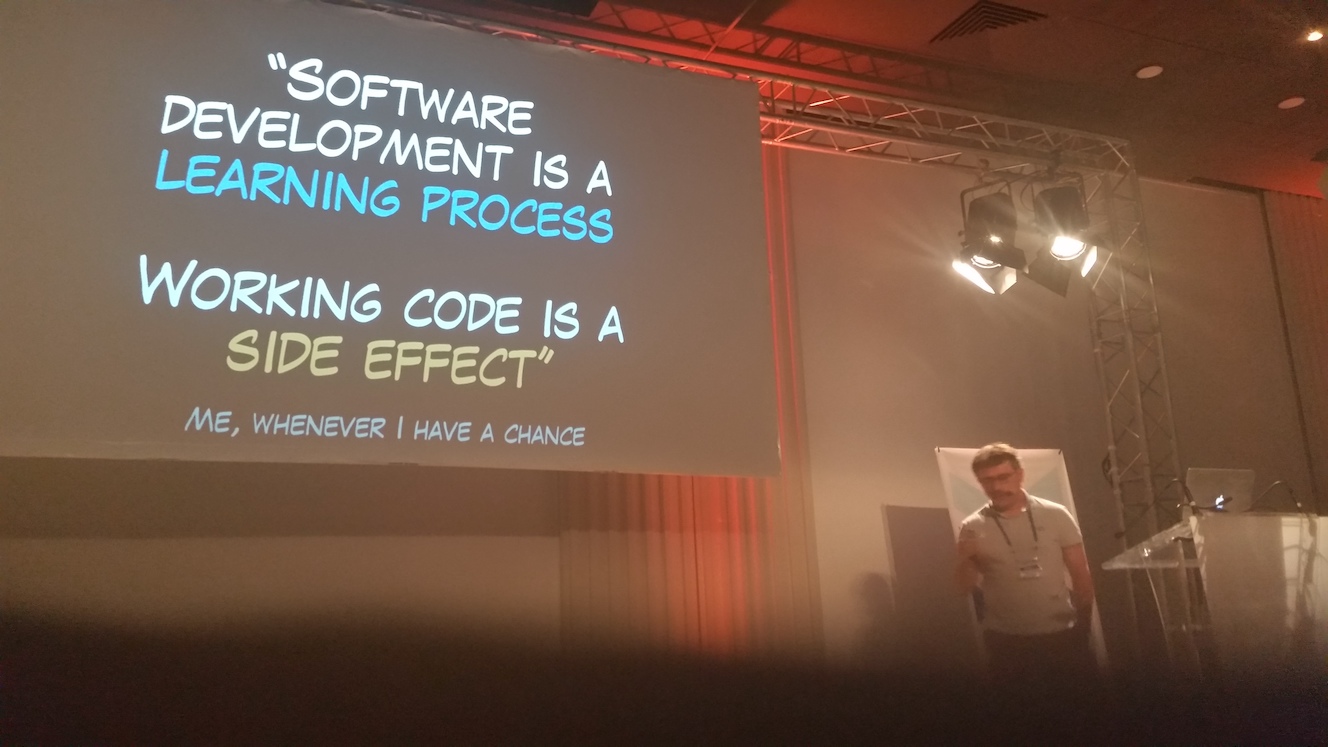 “SOFTWARE
DEVELOPMENT IS A
LEARNING PROCESS
WORKING CODE IS A
SIDE EFFECT”
ME, WHENEVER I HAVE A CHANCE